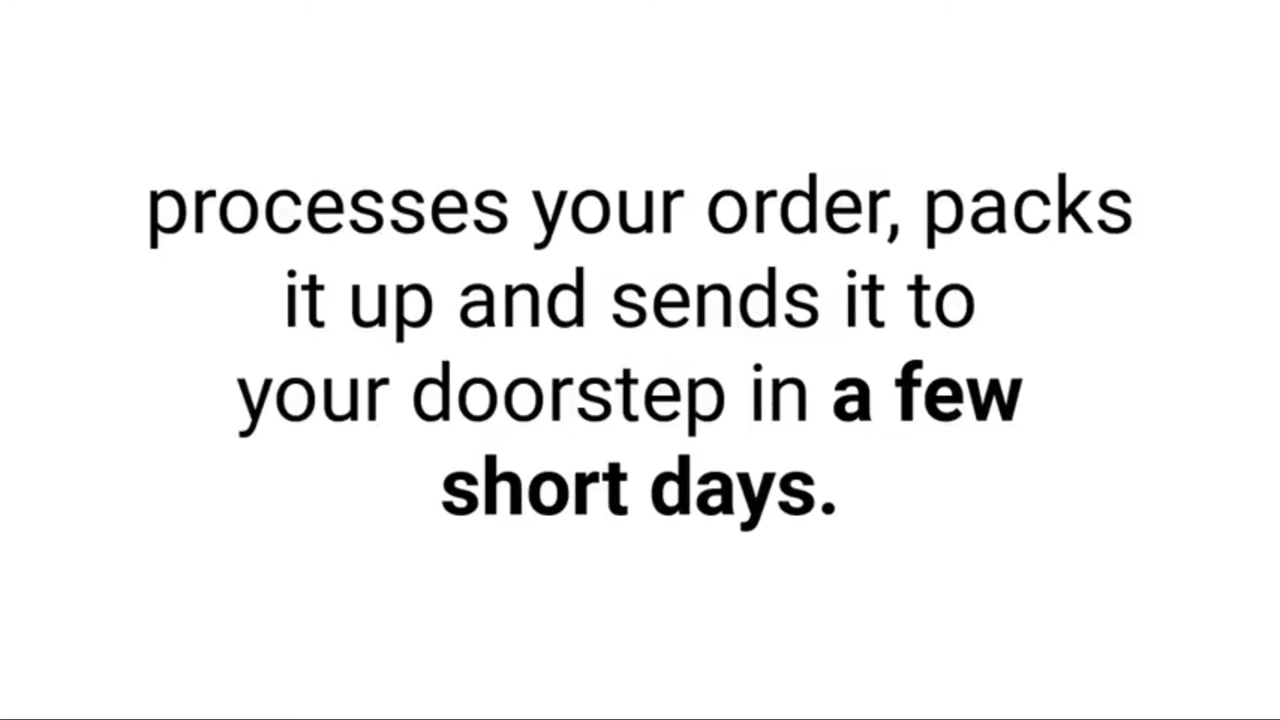 processes your order, packs
it up and sends it to
your doorstep in a few
short days.